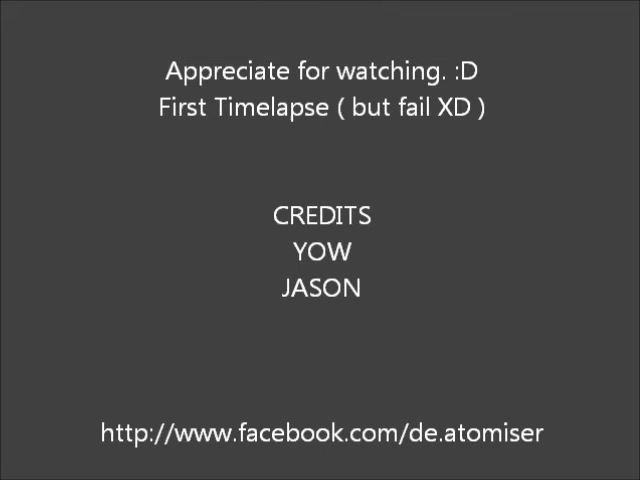 Appreciate for watching. :D
First Timelapse ( but fail XD )
CREDITS
YOW
JASON
http://www.facebook.com/de.atomiser